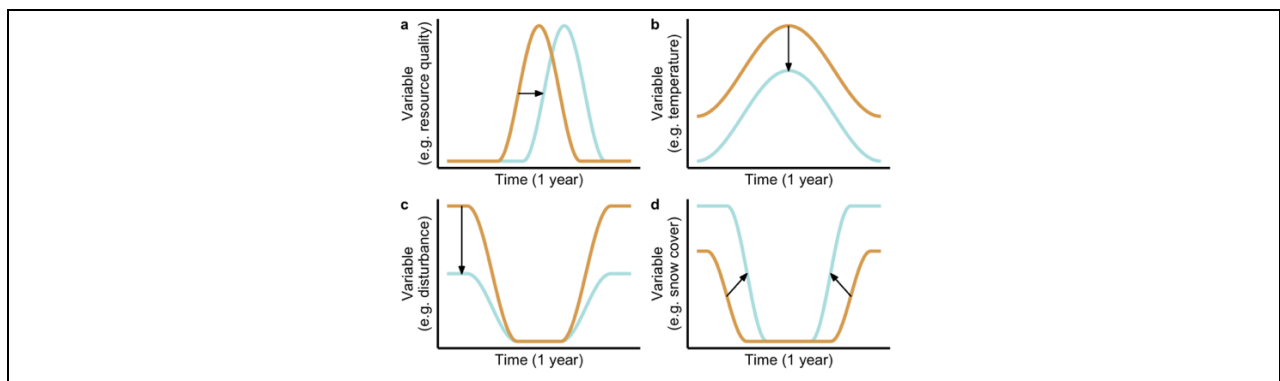 a
Variable
(e.g. resource quality)
Time (1 year)
b
Variable
(e.g. temperature)
Time (1 year)
c
Variable
(e.g. disturbance)
Time (1 year)
d
Variable
(e.g. snow cover)
Time (1 year)